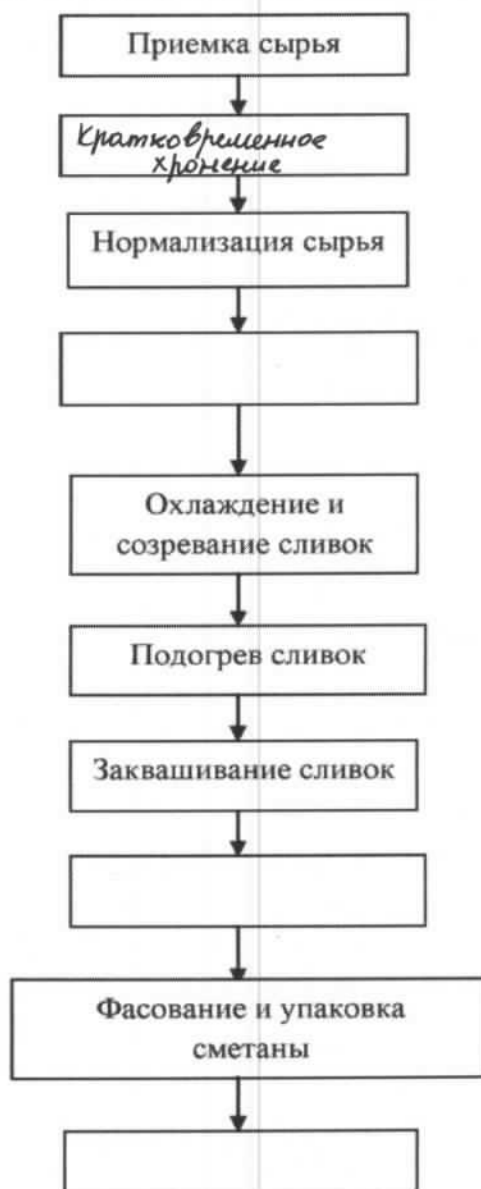 Приемка сырья
Кратковременное
хронение
Нормализация сырья
Охлаждение и
созревание сливок
Подогрев сливок
Заквашивание сливок
Фасование и упаковка
сметаны